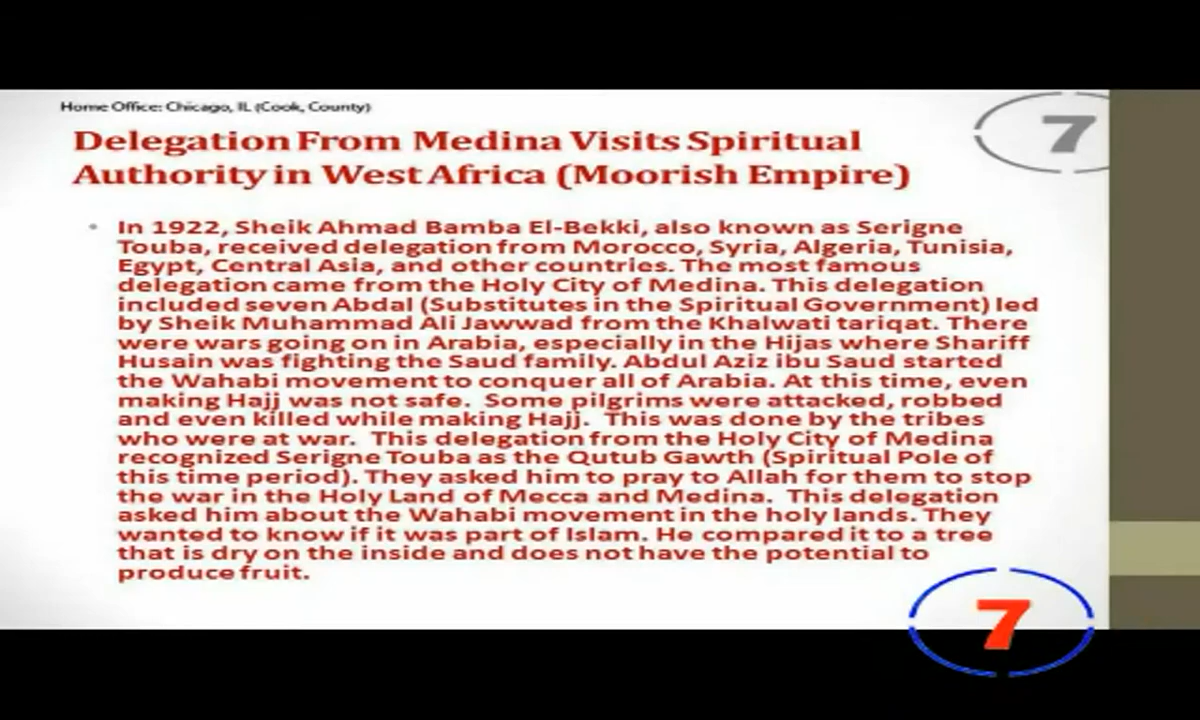 Home Office: Chicago, IL (Cook, County)
7
Delegation From Medina Visits Spiritual
Authority in West Africa (Moorish Empire)
• In 1922, Sheik Ahmad Bamba El-Bekki, also known as Serigne
Touba, received delegation from Morocco, Syria, Algeria, Tunisia,
Egypt, Central Asia, and other countries. The most famous
delegation came from the Holy City of Medina. This delegation
included seven Abdal (Substitutes in the Spiritual Government) led
by Sheik Muhammad Ali Jawwad from the Khalwati tariqat. There
were wars going on in Arabia, especially in the Hijas where Shariff
Husain was fighting the Saud family. Abdul Aziz ibu Saud started
the Wahabi movement to conquer all of Arabia. At this time, even
making Hajj was not safe. Some pilgrims were attacked, robbed
and even killed while making Hajj. This was done by the tribes
who were at war. This delegation from the Holy City of Medina
recognized Serigne Touba as the Qutub Gawth (Spiritual Pole of
this time period). They asked him to pray to Allah for them to stop
the war in the Holy Land of Mecca and Medina. This delegation
asked him about the Wahabi movement in the holy lands. They
wanted to know if it was part of Islam. He compared it to a tree
that is dry on the inside and does not have the potential to
produce fruit.
7